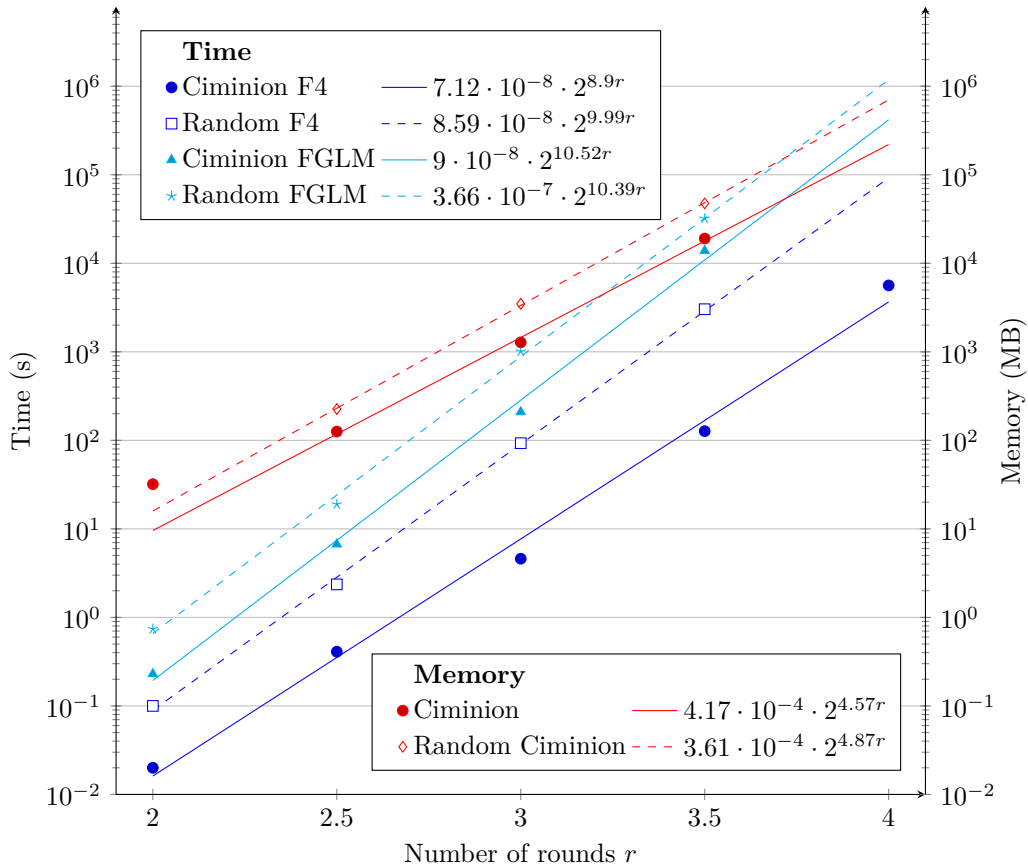 Time
Ciminion F4 7.12 · 10^{-8} · 2^{8.9r}
Random F4 8.59 · 10^{-8} · 2^{9.99r}
Ciminion FGLM 9 · 10^{-8} · 2^{10.52r}
Random FGLM 3.66 · 10^{-7} · 2^{10.39r}
10^6 10^6
10^5 10^5
10^4 10^4
10^3 10^3
Time (s)
Memory (MB)
10^2 10^2
10^1 10^1
10^0 10^0
Memory
Ciminion 4.17 · 10^{-4} · 2^{4.57r}
Random Ciminion 3.61 · 10^{-4} · 2^{4.87r}
10^{-1} 10^{-1}
10^{-2} 10^{-2}
2 2.5 3 3.5 4
Number of rounds r